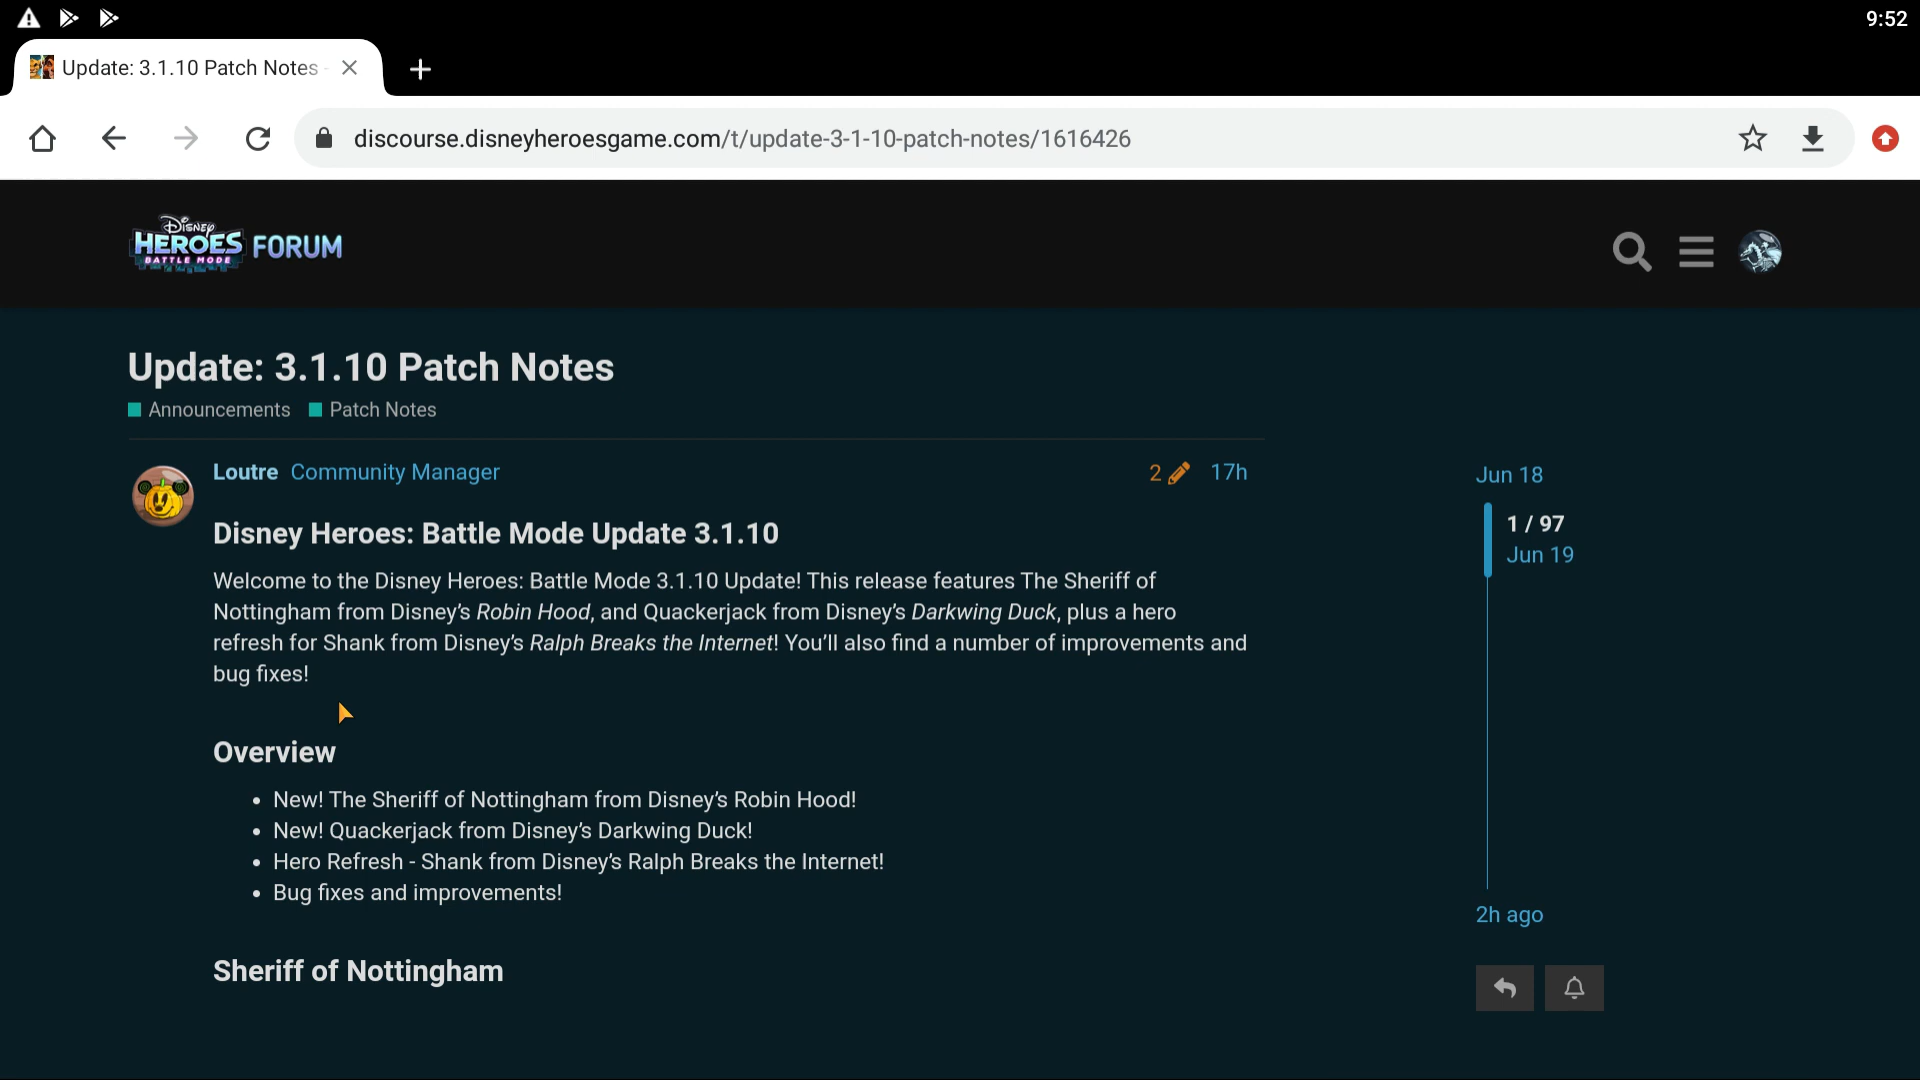 9:52
Update: 3.1.10 Patch Notes -
discourse.disneyheroesgame.com/t/update-3-1-10-patch-notes/1616426
Disney
HEROES FORUM
BATTLE MODE
Update: 3.1.10 Patch Notes
Announcements Patch Notes
Loutre Community Manager 2 17h
Disney Heroes: Battle Mode Update 3.1.10
Welcome to the Disney Heroes: Battle Mode 3.1.10 Update! This release features The Sheriff of
Nottingham from Disney’s Robin Hood, and Quackerjack from Disney’s Darkwing Duck, plus a hero
refresh for Shank from Disney’s Ralph Breaks the Internet! You’ll also find a number of improvements and
bug fixes!
Overview
• New! The Sheriff of Nottingham from Disney’s Robin Hood!
• New! Quackerjack from Disney’s Darkwing Duck!
• Hero Refresh - Shank from Disney’s Ralph Breaks the Internet!
• Bug fixes and improvements!
Sheriff of Nottingham
Jun 18
1 / 97
Jun 19
2h ago